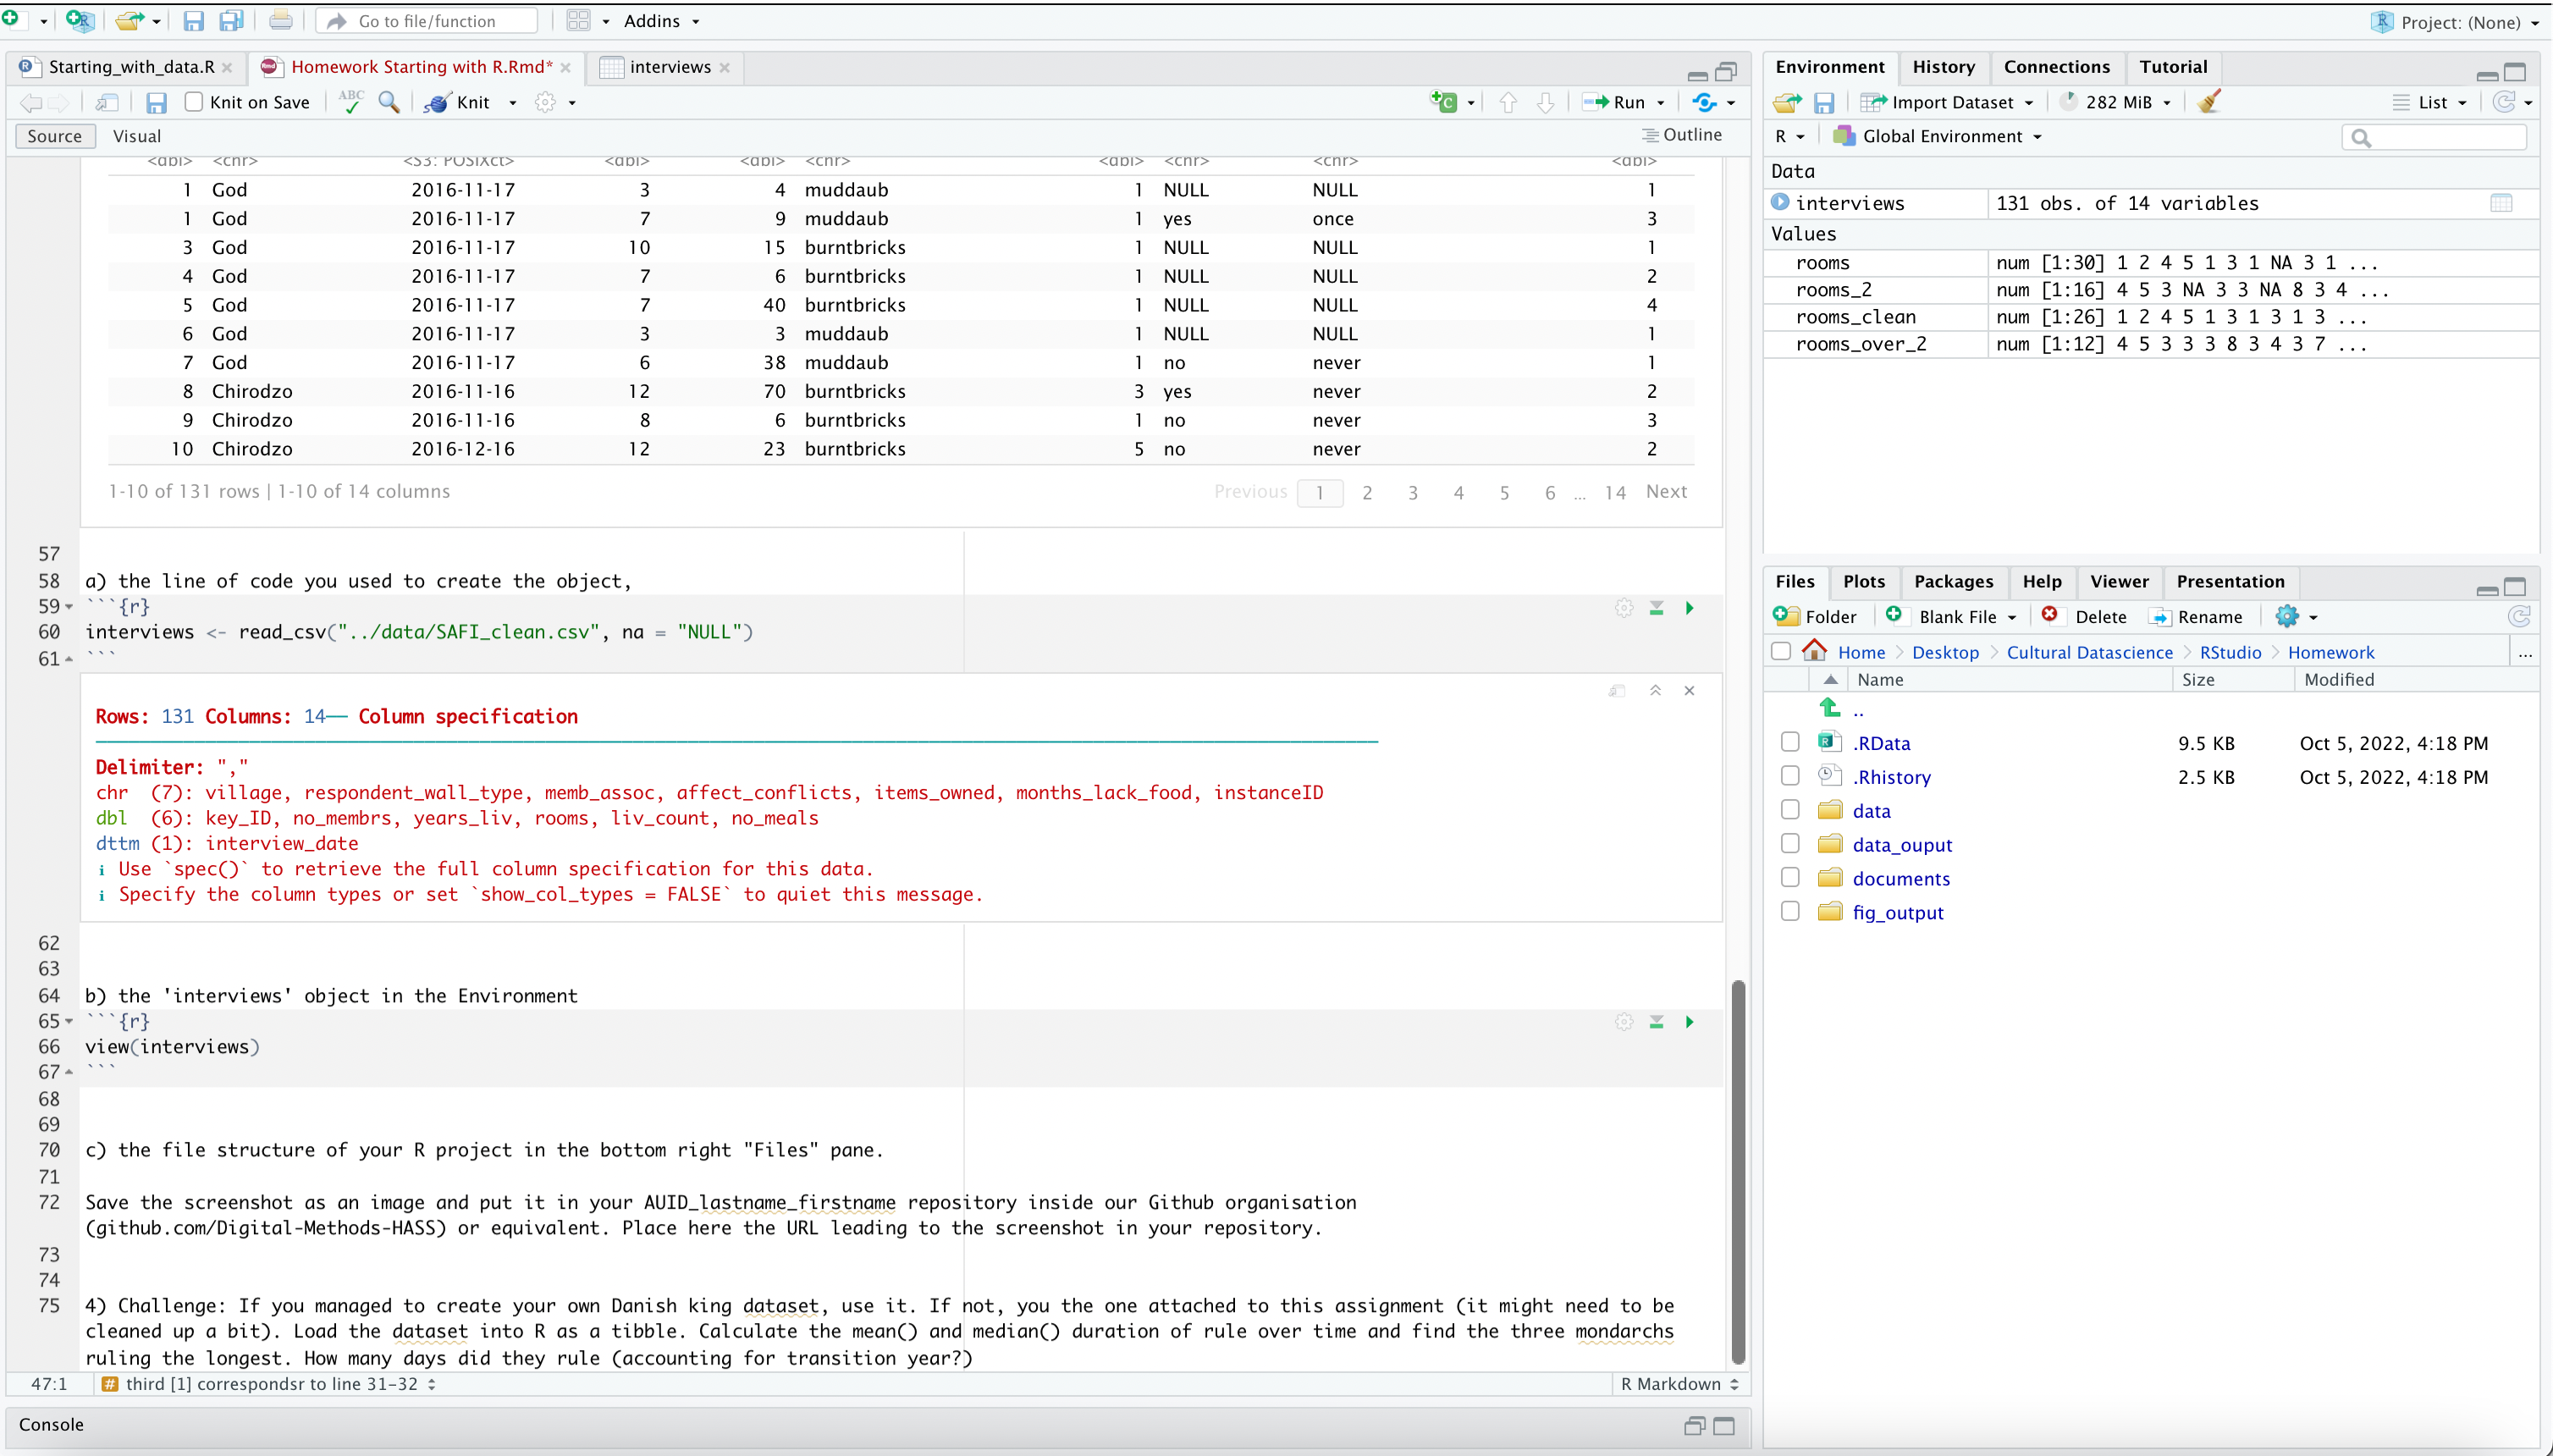 Go to file/function
Addins
Project: (None)
Starting_with_data.R
Homework Starting with R.Rmd*
interviews
Knit on Save
ABC
Knit
Run
Source
Visual
Outline
<dbl> <chr> <S3: POSIXct> <dbl> <dbl> <chr> <dbl> <chr> <chr> <dbl>
1 God 2016-11-17 3 4 muddaub 1 NULL NULL 1
1 God 2016-11-17 7 9 muddaub 1 yes once 3
3 God 2016-11-17 10 15 burntbricks 1 NULL NULL 1
4 God 2016-11-17 7 6 burntbricks 1 NULL NULL 2
5 God 2016-11-17 7 40 burntbricks 1 NULL NULL 4
6 God 2016-11-17 3 3 muddaub 1 NULL NULL 1
7 God 2016-11-17 6 38 muddaub 1 no never 1
8 Chirodzo 2016-11-16 12 70 burntbricks 3 yes never 2
9 Chirodzo 2016-11-16 8 6 burntbricks 1 no never 3
10 Chirodzo 2016-12-16 12 23 burntbricks 5 no never 2
1-10 of 131 rows | 1-10 of 14 columns
Previous 1 2 3 4 5 6 ... 14 Next
57
58 a) the line of code you used to create the object,
59 ```{r}
60 interviews <- read_csv("../data/SAFI_clean.csv", na = "NULL")
61 ```
Rows: 131 Columns: 14── Column specification
Delimiter: ","
chr (7): village, respondent_wall_type, memb_assoc, affect_conflicts, items_owned, months_lack_food, instanceID
dbl (6): key_ID, no_membrs, years_liv, rooms, liv_count, no_meals
dttm (1): interview_date
ℹ Use `spec()` to retrieve the full column specification for this data.
ℹ Specify the column types or set `show_col_types = FALSE` to quiet this message.
62
63
64 b) the 'interviews' object in the Environment
65 ```{r}
66 view(interviews)
67 ```
68
69
70 c) the file structure of your R project in the bottom right "Files" pane.
71
72 Save the screenshot as an image and put it in your AUID_lastname_firstname repository inside our Github organisation
(github.com/Digital-Methods-HASS) or equivalent. Place here the URL leading to the screenshot in your repository.
73
74
75 4) Challenge: If you managed to create your own Danish king dataset, use it. If not, you the one attached to this assignment (it might need to be
cleaned up a bit). Load the dataset into R as a tibble. Calculate the mean() and median() duration of rule over time and find the three mondarchs
ruling the longest. How many days did they rule (accounting for transition year?)
47:1
# third [1] correspondsr to line 31-32
R Markdown
Console
Environment History Connections Tutorial
Import Dataset
282 MiB
List
R
Global Environment
Data
interviews 131 obs. of 14 variables
Values
rooms num [1:30] 1 2 4 5 1 3 1 NA 3 1 ...
rooms_2 num [1:16] 4 5 3 NA 3 3 NA 8 3 4 ...
rooms_clean num [1:26] 1 2 4 5 1 3 1 3 1 3 ...
rooms_over_2 num [1:12] 4 5 3 3 3 8 3 4 3 7 ...
Files Plots Packages Help Viewer Presentation
Folder Blank File Delete Rename
Home > Desktop > Cultural Datascience > RStudio > Homework ...
Name Size Modified
..
.RData 9.5 KB Oct 5, 2022, 4:18 PM
.Rhistory 2.5 KB Oct 5, 2022, 4:18 PM
data
data_ouput
documents
fig_output